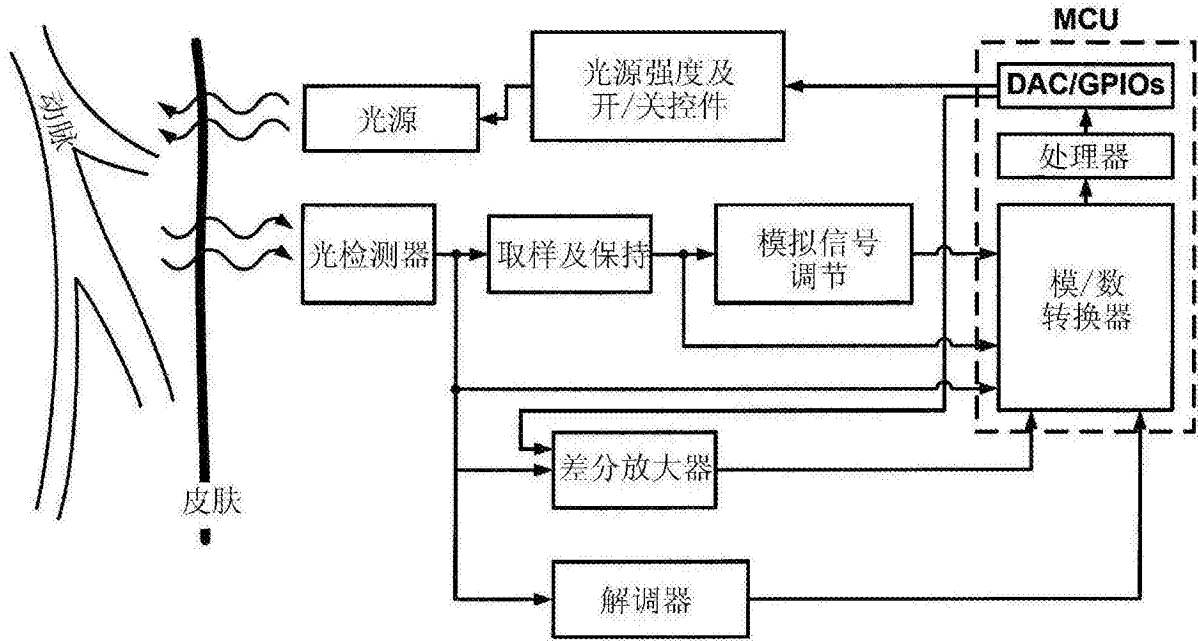 MCU
光源强度及
开/关控件
DAC/GPIOs
动脉
光源
处理器
光检测器
取样及保持
模拟信号
调节
模/数
转换器
差分放大器
皮肤
解调器